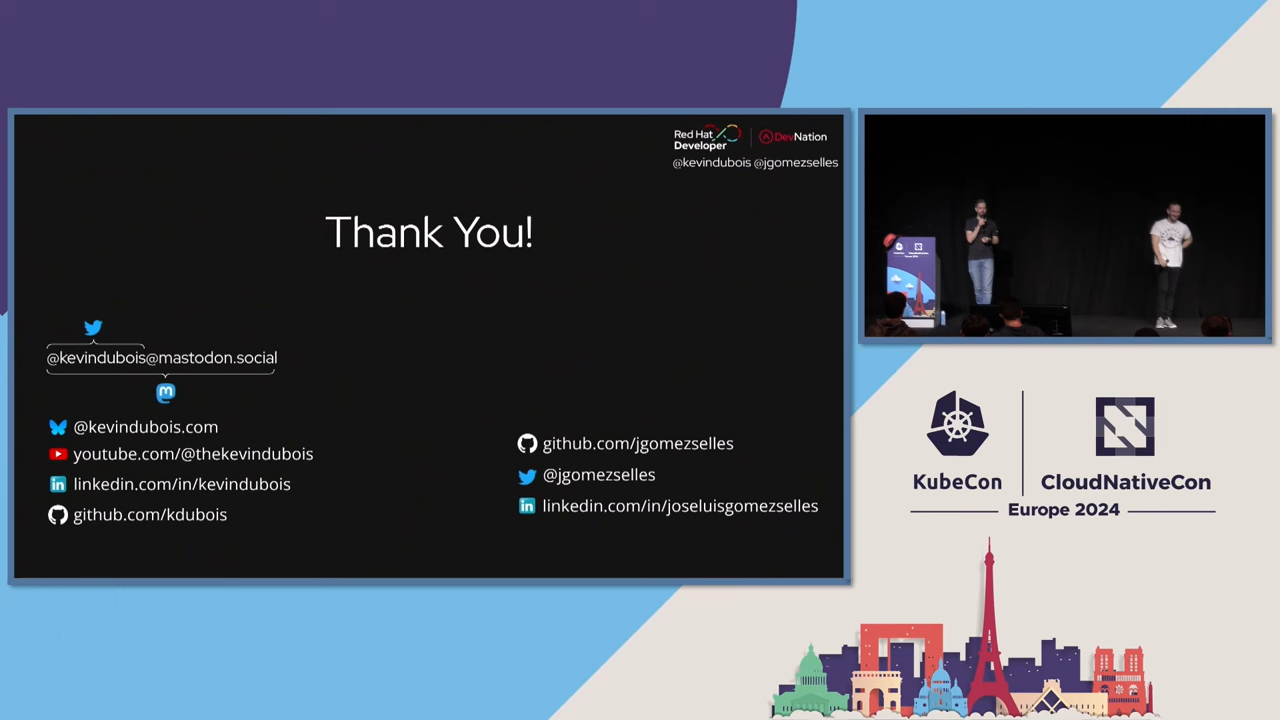 Red Hat
Developer
DevNation
@kevindubois @jgomezselles
Thank You!
@kevindubois@mastodon.social
@kevindubois.com
youtube.com/@thekevindubois
linkedin.com/in/kevindubois
github.com/kdubois
github.com/jgomezselles
@jgomezselles
linkedin.com/in/joseluisgomezselles
KubeCon
CloudNativeCon
Europe 2024